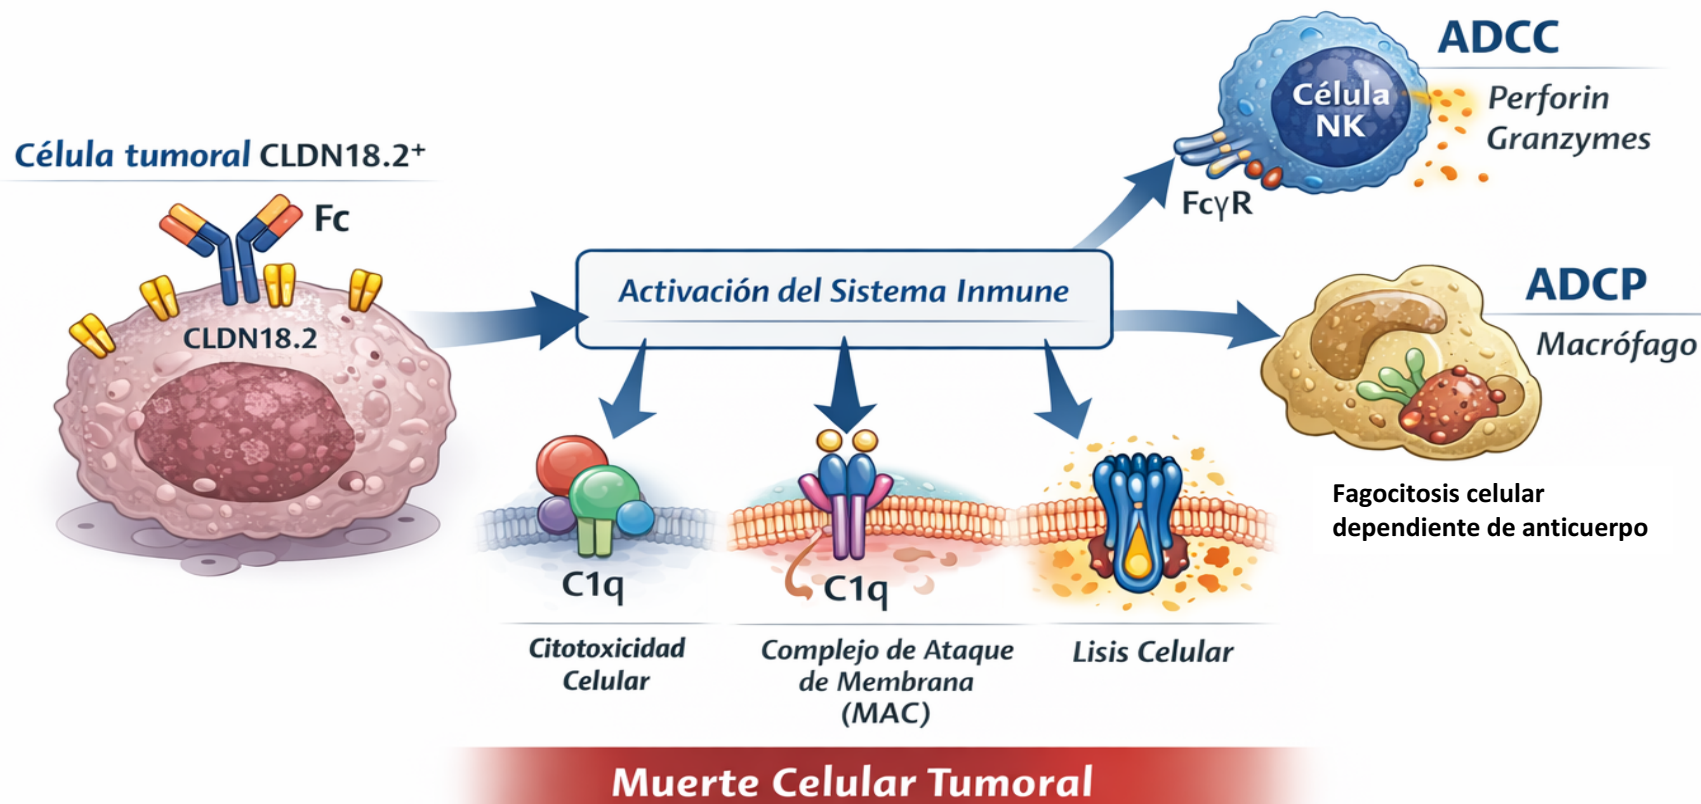 Célula tumoral CLDN18.2⁺
Fc
CLDN18.2
Activación del Sistema Inmune
Célula
NK
FcγR
ADCC
Perforin
Granzymes
ADCP
Macrófago
Fagocitosis celular
dependiente de anticuerpo
C1q
Citotoxicidad
Celular
C1q
Complejo de Ataque
de Membrana
(MAC)
Lisis Celular
Muerte Celular Tumoral